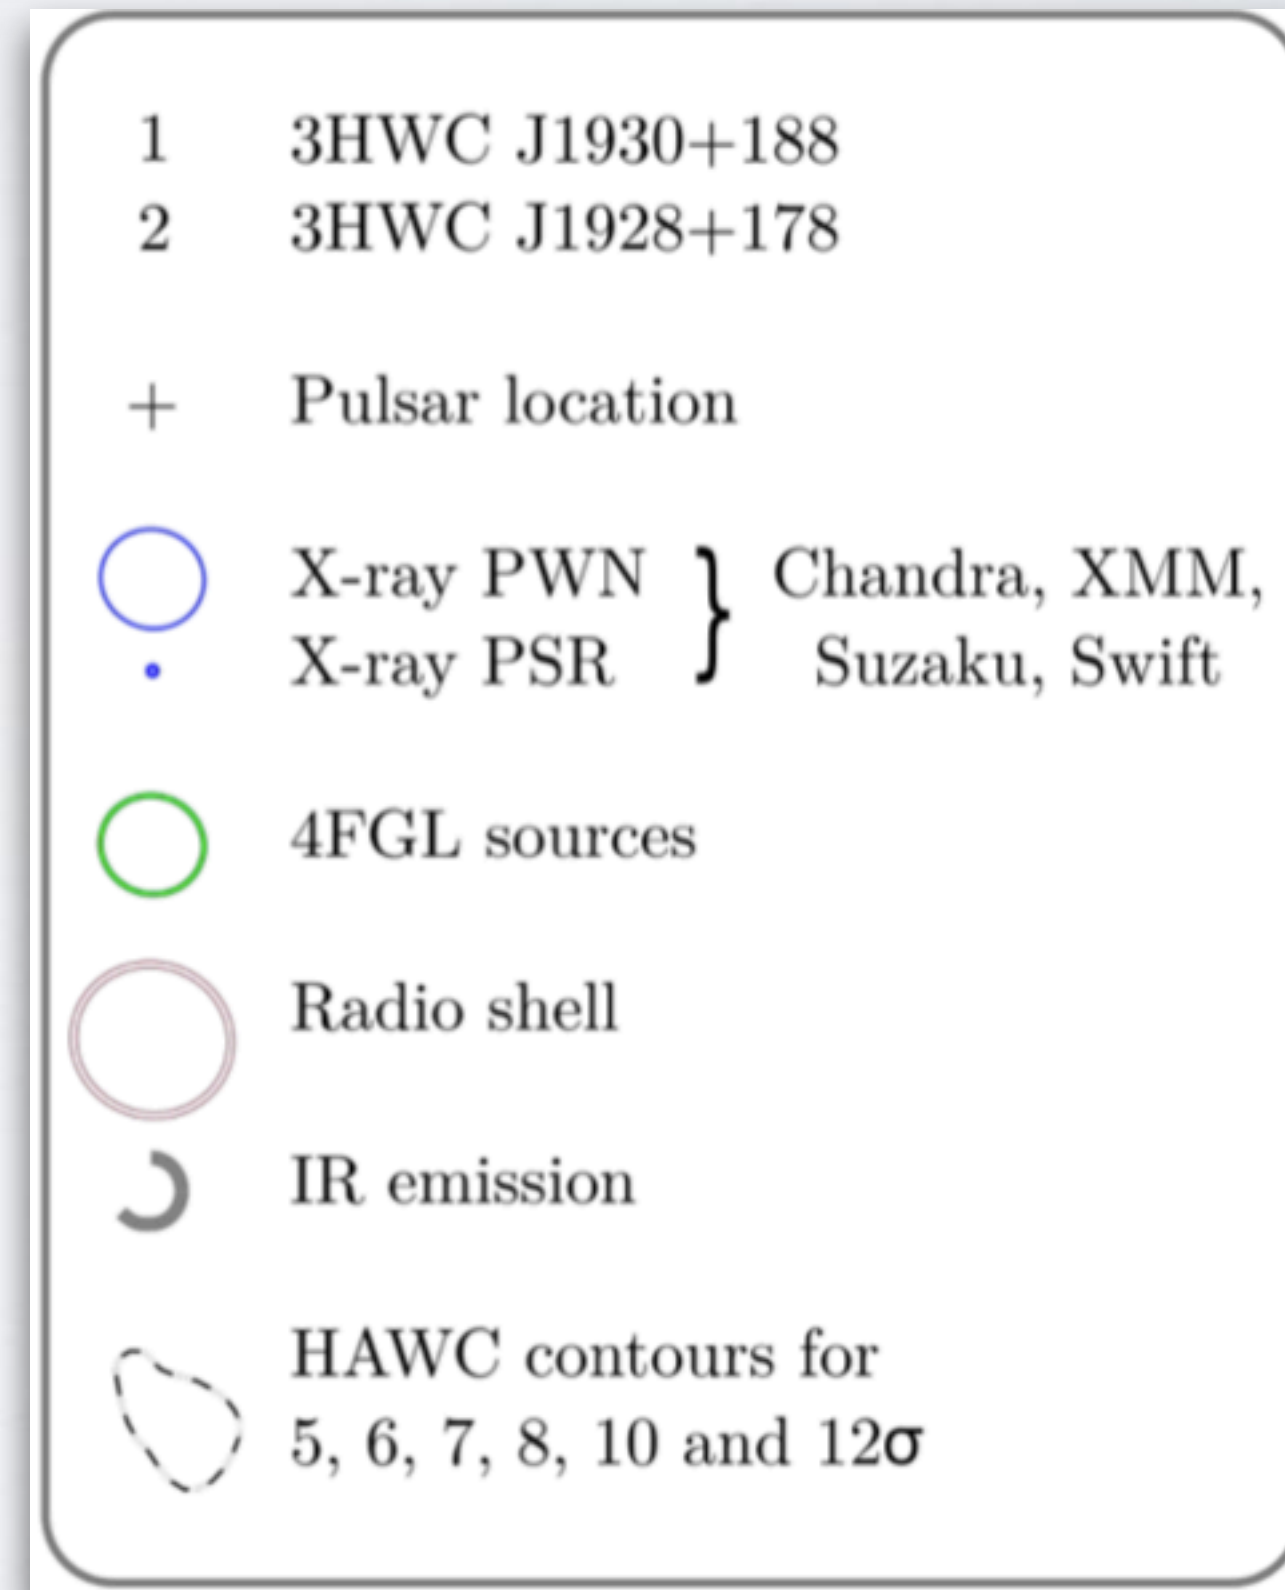 1 3HWC J1930+188
2 3HWC J1928+178
+ Pulsar location
X-ray PWN } Chandra, XMM,
X-ray PSR Suzaku, Swift
4FGL sources
Radio shell
IR emission
HAWC contours for
5, 6, 7, 8, 10 and 12σ